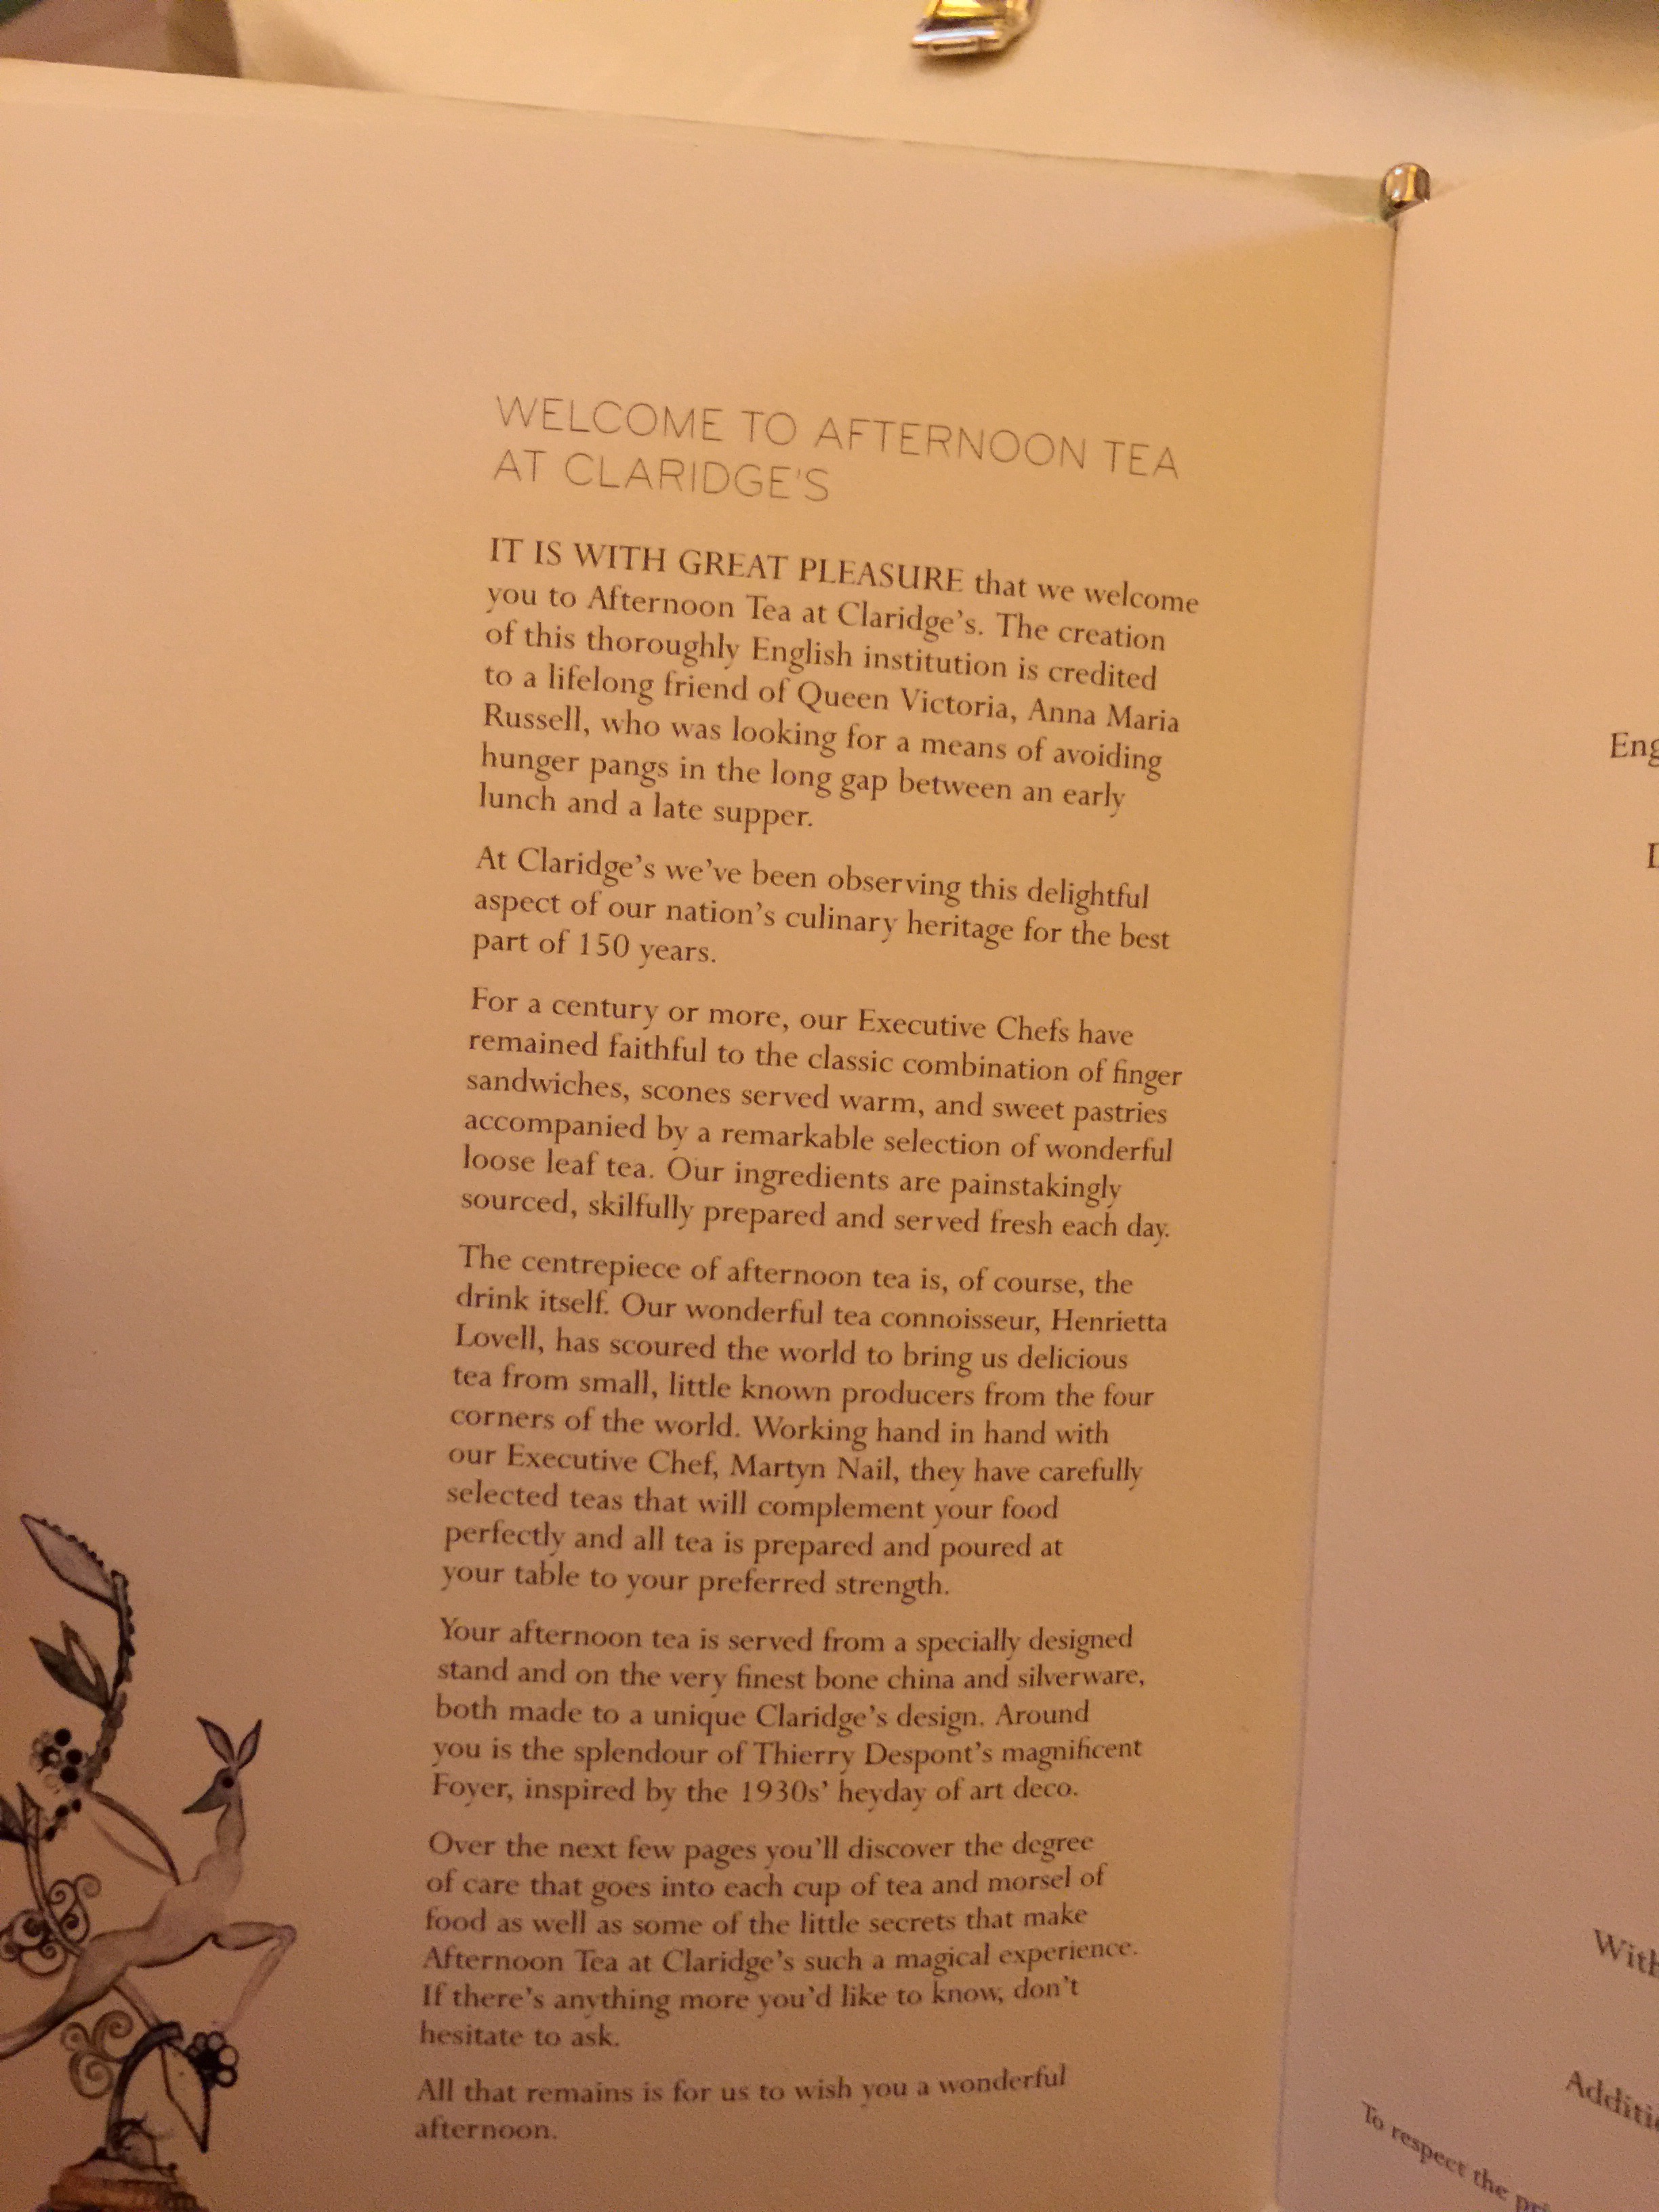 WELCOME TO AFTERNOON TEA
AT CLARIDGE'S
IT IS WITH GREAT PLEASURE that we welcome
you to Afternoon Tea at Claridge's. The creation
of this thoroughly English institution is credited
to a lifelong friend of Queen Victoria, Anna Maria
Russell, who was looking for a means of avoiding
hunger pangs in the long gap between an early
lunch and a late supper.
At Claridge's we've been observing this delightful
aspect of our nation's culinary heritage for the best
part of 150 years.
For a century or more, our Executive Chefs have
remained faithful to the classic combination of finger
sandwiches, scones served warm, and sweet pastries
accompanied by a remarkable selection of wonderful
loose leaf tea. Our ingredients are painstakingly
sourced, skilfully prepared and served fresh each day.
The centrepiece of afternoon tea is, of course, the
drink itself. Our wonderful tea connoisseur, Henrietta
Lovell, has scoured the world to bring us delicious
tea from small, little known producers from the four
corners of the world. Working hand in hand with
our Executive Chef, Martyn Nail, they have carefully
selected teas that will complement your food
perfectly and all tea is prepared and poured at
your table to your preferred strength.
Your afternoon tea is served from a specially designed
stand and on the very finest bone china and silverware,
both made to a unique Claridge's design. Around
you is the splendour of Thierry Despont's magnificent
Foyer, inspired by the 1930s' heyday of art deco.
Over the next few pages you'll discover the degree
of care that goes into each cup of tea and morsel of
food as well as some of the little secrets that make
Afternoon Tea at Claridge's such a magical experience.
If there's anything more you'd like to know, don't
hesitate to ask.
All that remains is for us to wish you a wonderful
afternoon.
Eng
With
Additi
To respect the pri